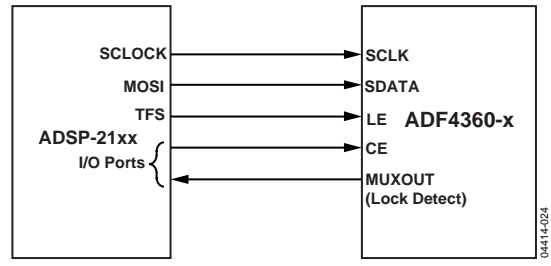 SCLOCK
MOSI
TFS
ADSP-21xx
I/O Ports
SCLK
SDATA
LE
ADF4360-x
CE
MUXOUT
(Lock Detect)
04414-024